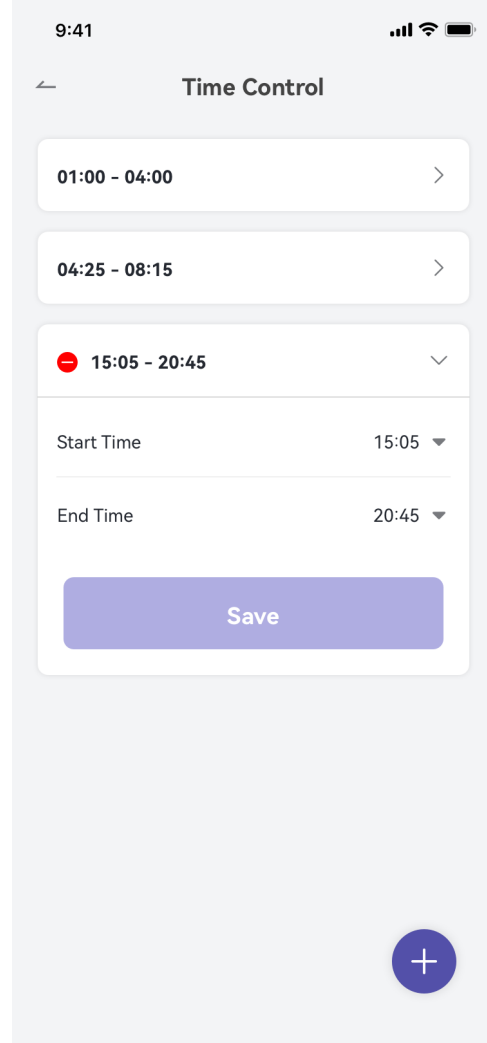 9:41
Time Control
01:00 - 04:00
04:25 - 08:15
15:05 - 20:45
Start Time 15:05
End Time 20:45
Save